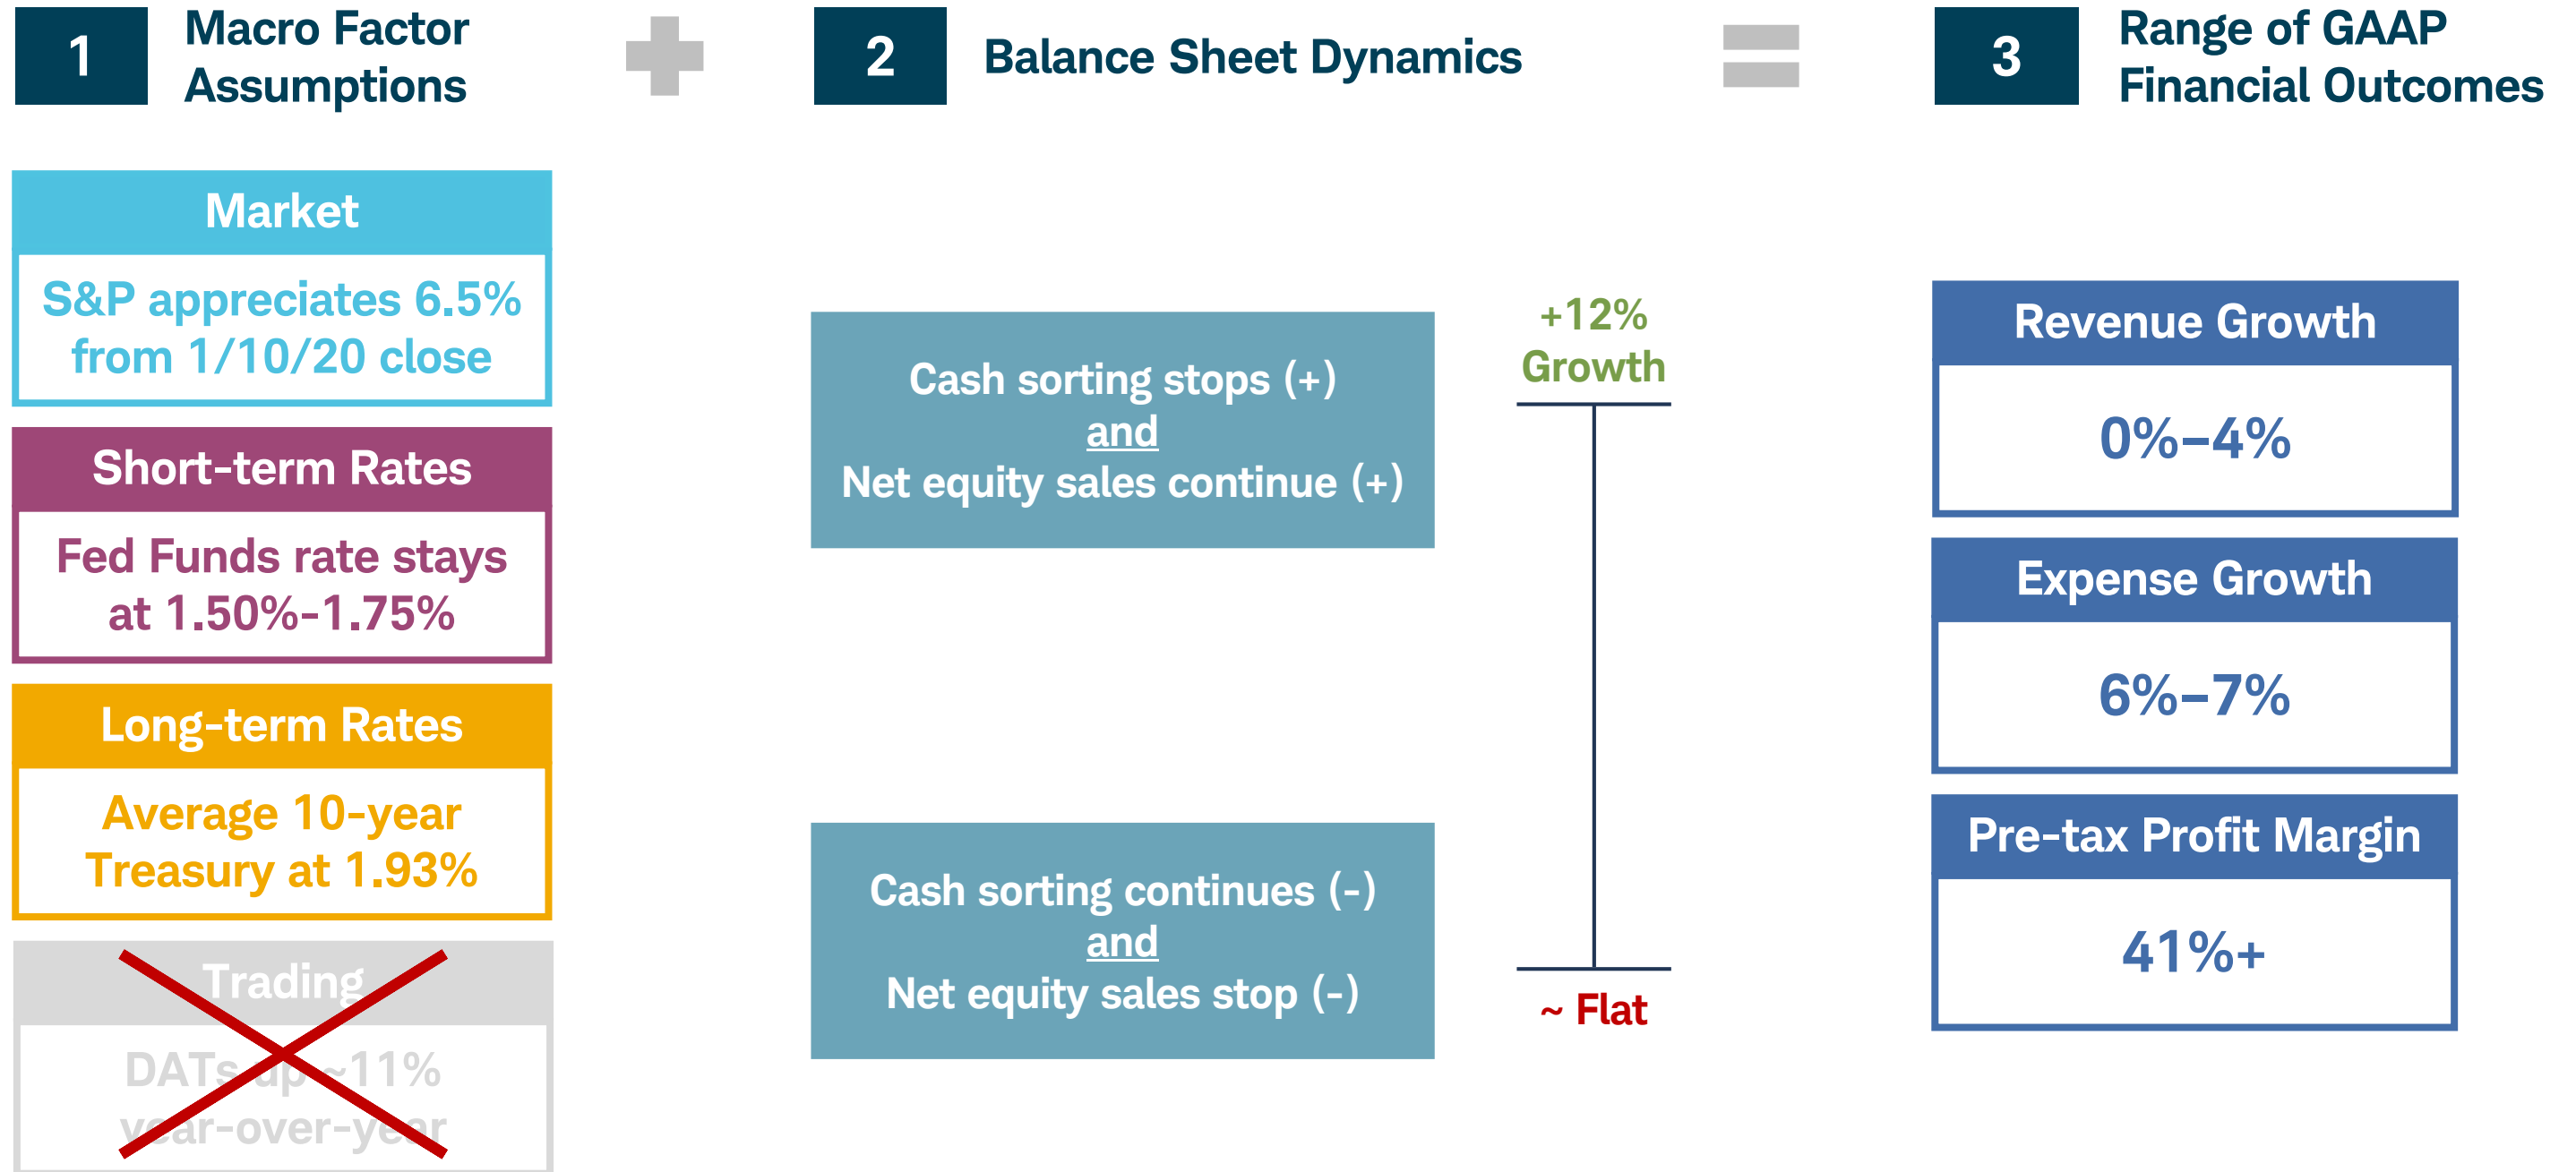 1
Macro Factor
Assumptions
2
Balance Sheet Dynamics
3
Range of GAAP
Financial Outcomes
Market
S&P appreciates 6.5%
from 1/10/20 close
Short-term Rates
Fed Funds rate stays
at 1.50%-1.75%
Long-term Rates
Average 10-year
Treasury at 1.93%
Trading
DATs up ~11%
year-over-year
Cash sorting stops (+)
and
Net equity sales continue (+)
+12%
Growth
Cash sorting continues (-)
and
Net equity sales stop (-)
~ Flat
Revenue Growth
0%–4%
Expense Growth
6%–7%
Pre-tax Profit Margin
41%+